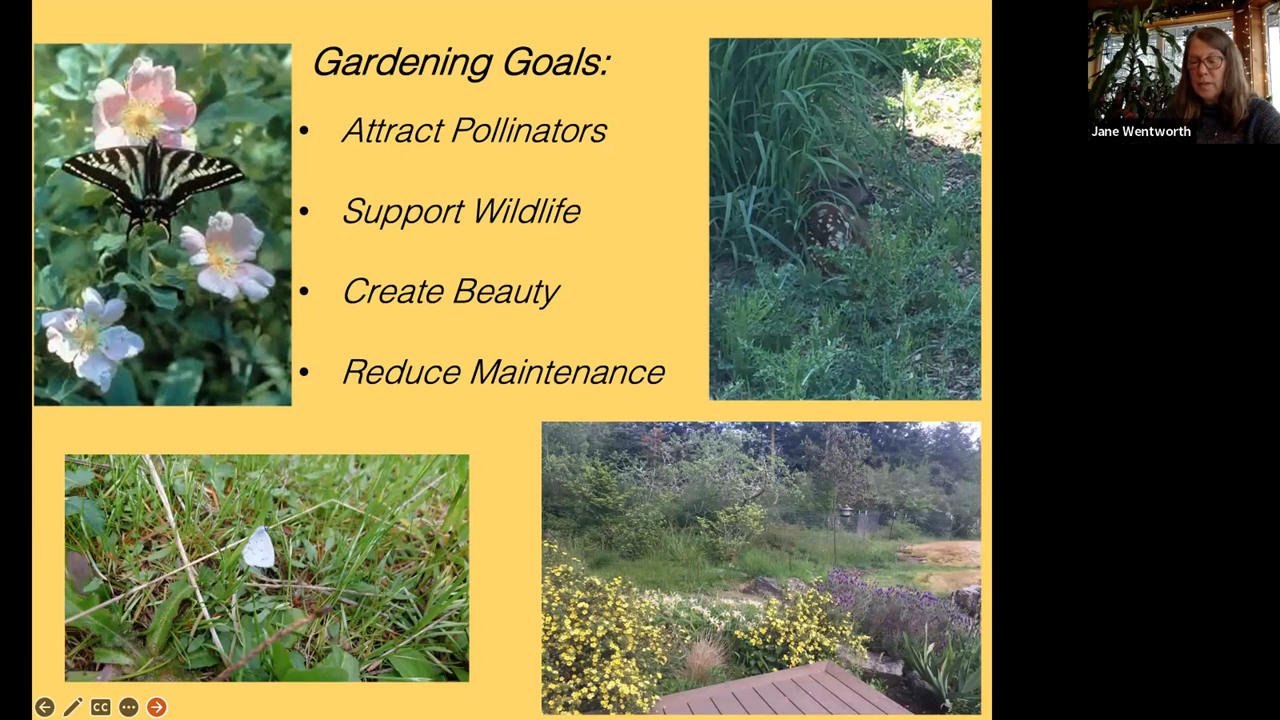 Gardening Goals:
• Attract Pollinators
• Support Wildlife
• Create Beauty
• Reduce Maintenance
Jane Wentworth
CC